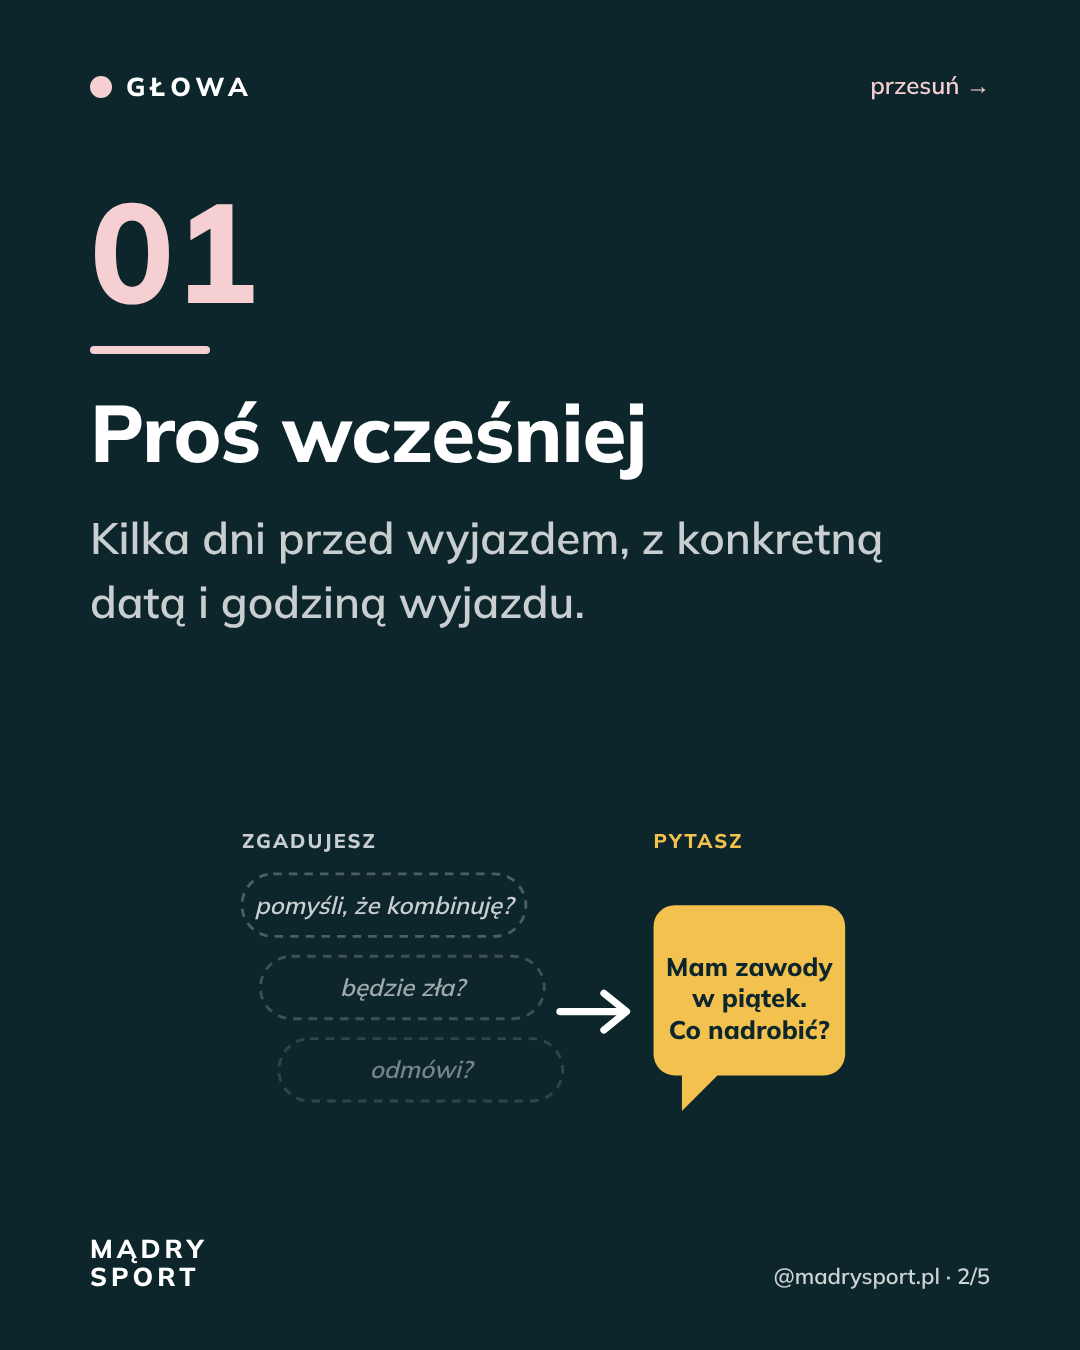 GŁOWA
przesuń →
01
Proś wcześniej
Kilka dni przed wyjazdem, z konkretną
datą i godziną wyjazdu.
ZGADUJESZ
pomyśli, że kombinuję?
będzie zła?
odmówi?
PYTASZ
Mam zawody
w piątek.
Co nadrobić?
MĄDRY
SPORT
@madrysport.pl · 2/5